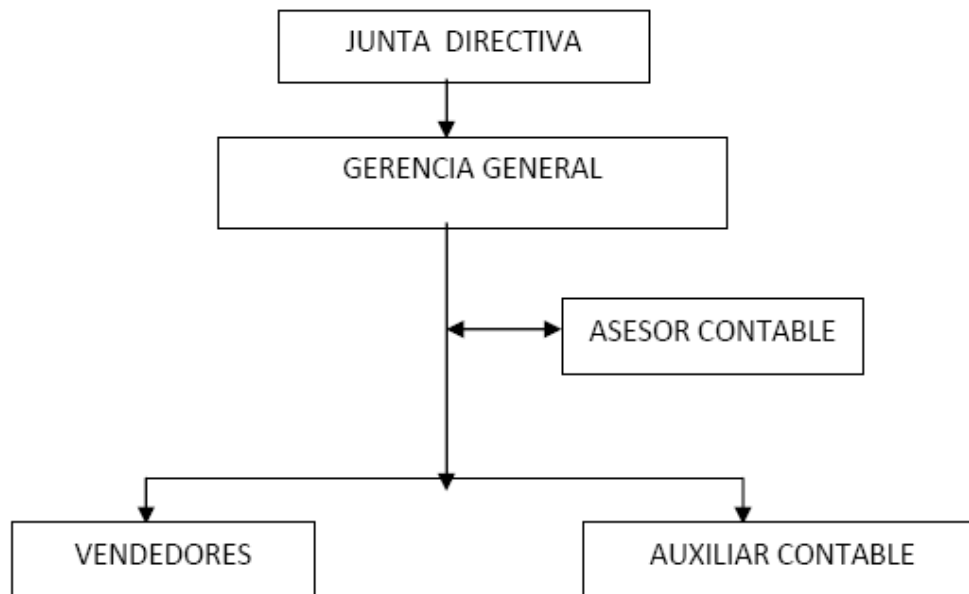 JUNTA DIRECTIVA
GERENCIA GENERAL
ASESOR CONTABLE
VENDEDORES
AUXILIAR CONTABLE